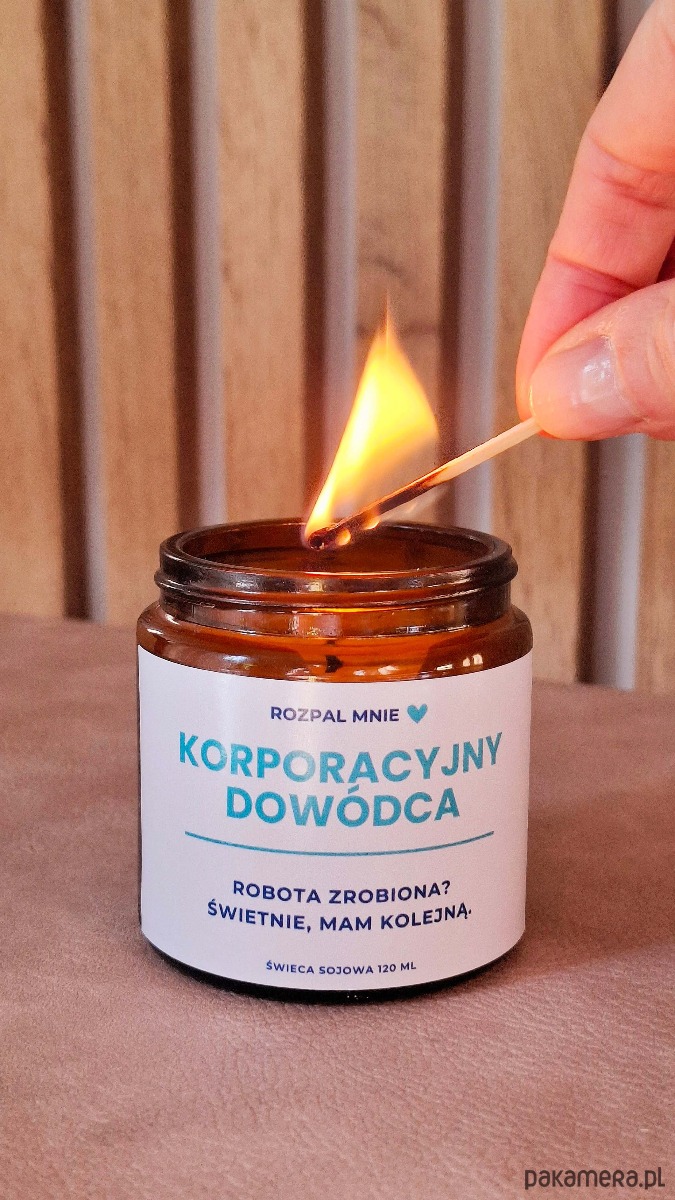 ROZPAL MNIE
KORPORACYJNY
DOWÓDCA
ROBOTA ZROBIONA?
ŚWIETNIE, MAM KOLEJNĄ.
ŚWIECA SOJOWA 120 ML
pakamera.pl